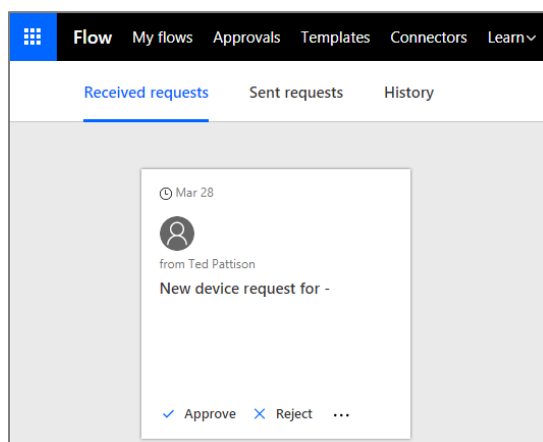 Flow My flows Approvals Templates Connectors Learn
Received requests Sent requests History
Mar 28
from Ted Pattison
New device request for -
Approve Reject ...